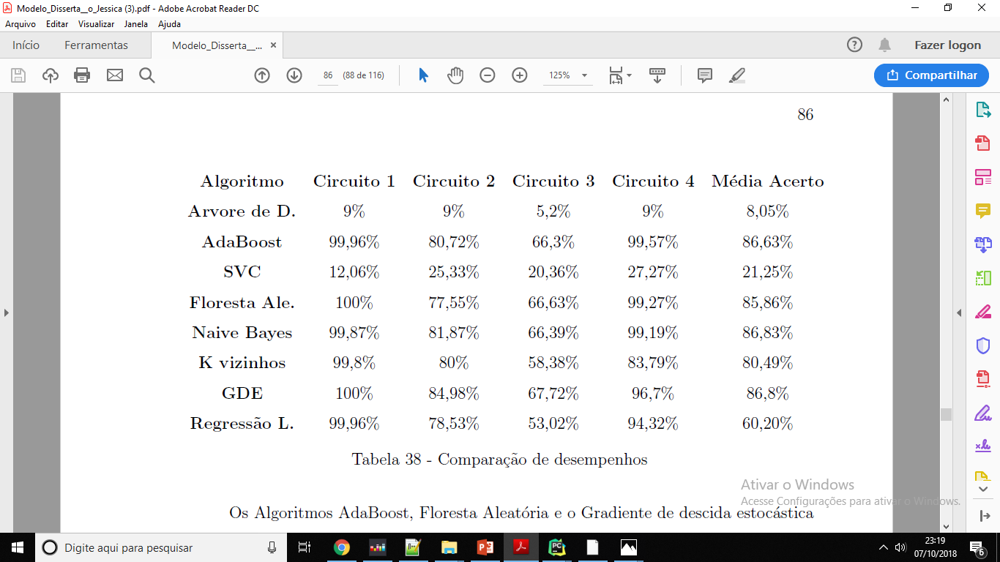 Modelo_Disserta__o_Jessica (3).pdf - Adobe Acrobat Reader DC
Arquivo Editar Visualizar Janela Ajuda
Início Ferramentas Modelo_Disserta__... × Fazer logon
86 (88 de 116) 125% Compartilhar
86
Algoritmo Circuito 1 Circuito 2 Circuito 3 Circuito 4 Média Acerto
Arvore de D. 9% 9% 5,2% 9% 8,05%
AdaBoost 99,96% 80,72% 66,3% 99,57% 86,63%
SVC 12,06% 25,33% 20,36% 27,27% 21,25%
Floresta Ale. 100% 77,55% 66,63% 99,27% 85,86%
Naive Bayes 99,87% 81,87% 66,39% 99,19% 86,83%
K vizinhos 99,8% 80% 58,38% 83,79% 80,49%
GDE 100% 84,98% 67,72% 96,7% 86,8%
Regressão L. 99,96% 78,53% 53,02% 94,32% 60,20%
Tabela 38 - Comparação de desempenhos
Ativar o Windows
Acesse Configurações para ativar o Windows.
Os Algoritmos AdaBoost, Floresta Aleatória e o Gradiente de descida estocástica
Digite aqui para pesquisar
23:19
07/10/2018
6